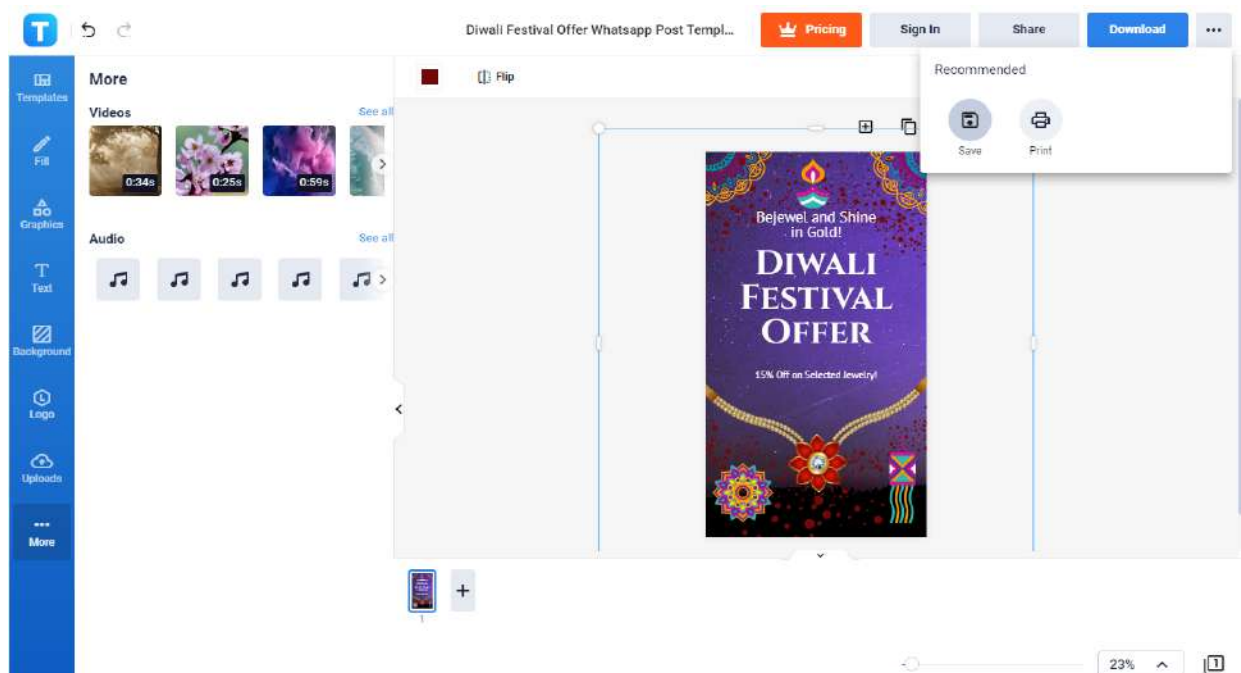 T
Diwali Festival Offer Whatsapp Post Templ...
Pricing
Sign In
Share
Download
Templates
Fill
Graphics
T
Text
Background
L
Logo
Uploads
More
More
Videos
See all
0:34s
0:25s
0:59s
Audio
See all
Flip
Recommended
Save
Print
Bejewel and Shine
in Gold!
DIWALI
FESTIVAL
OFFER
15% Off on Selected Jewelry!
1
23%
1